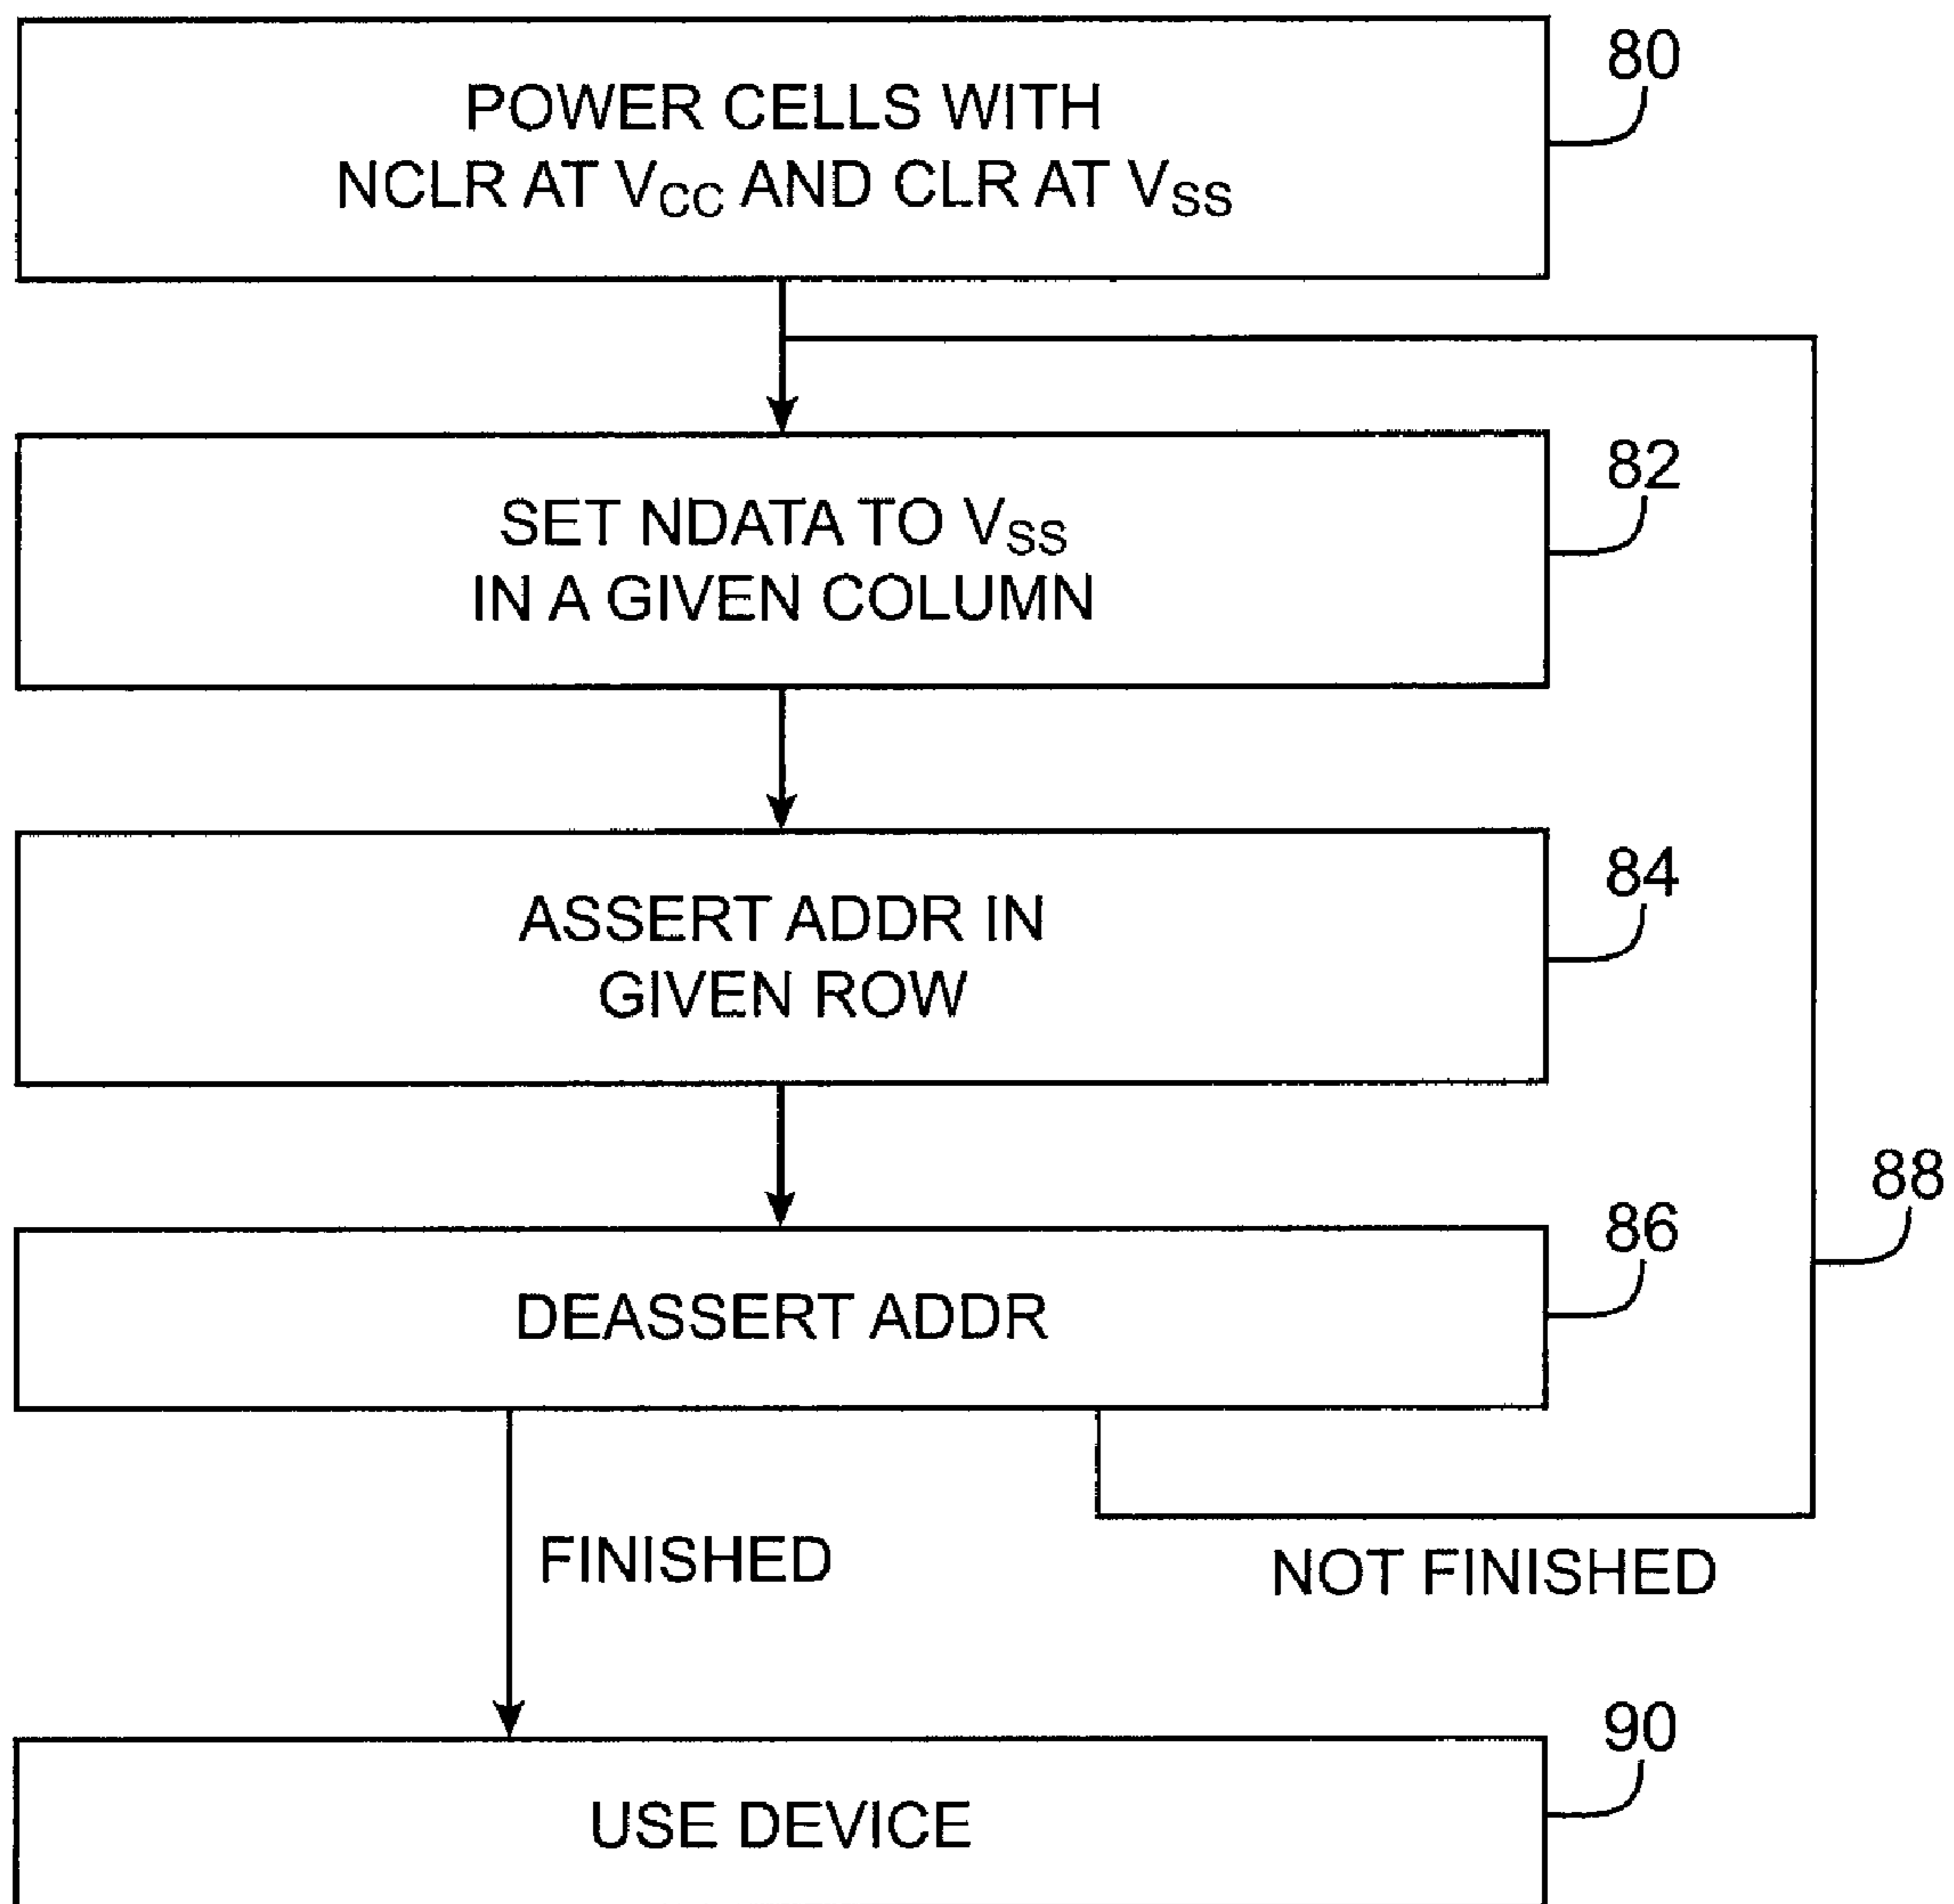 80
POWER CELLS WITH
NCLR AT VCC AND CLR AT VSS
82
SET NDATA TO VSS
IN A GIVEN COLUMN
84
ASSERT ADDR IN
GIVEN ROW
88
86
DEASSERT ADDR
FINISHED
NOT FINISHED
90
USE DEVICE